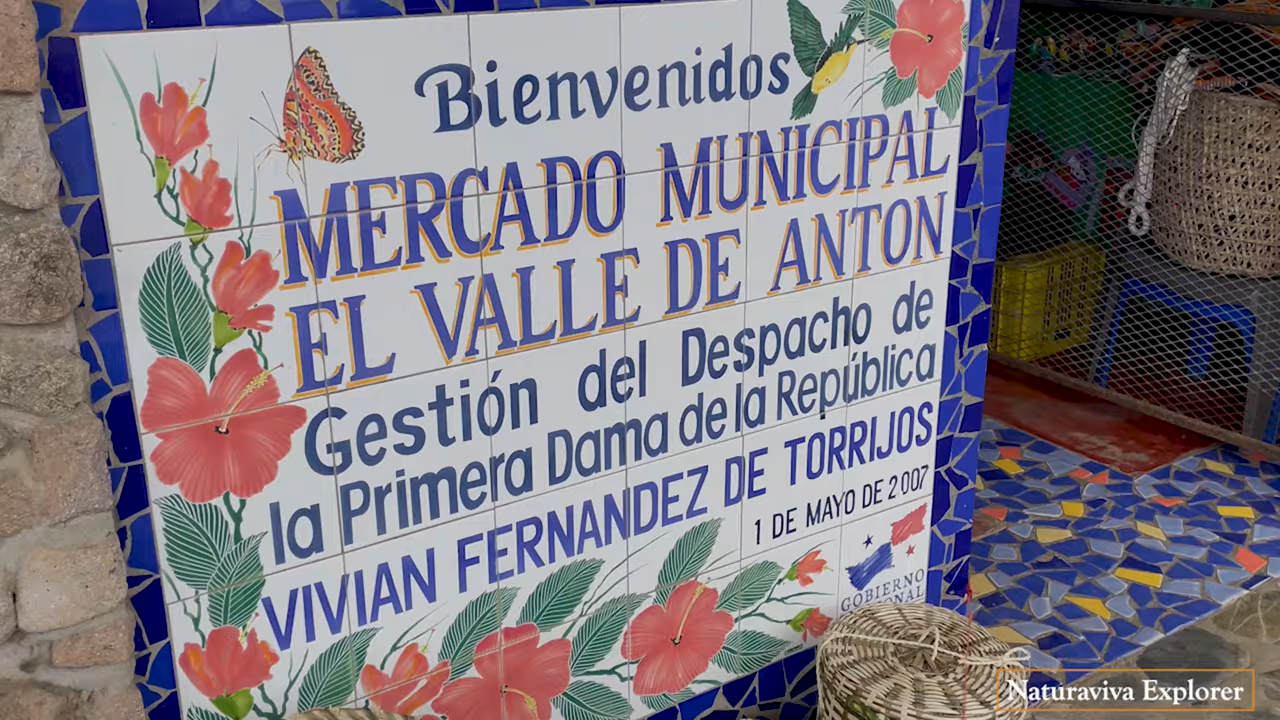 Bienvenidos
MERCADO MUNICIPAL
EL VALLE DE ANTON
Gestión del Despacho de
la Primera Dama de la República
VIVIAN FERNANDEZ DE TORRIJOS
1 DE MAYO DE 2007
GOBIERNO
Naturaviva Explorer